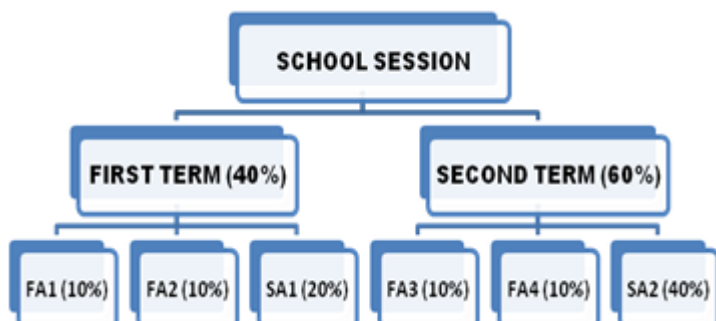 SCHOOL SESSION
FIRST TERM (40%)
SECOND TERM (60%)
FA1 (10%)
FA2 (10%)
SA1 (20%)
FA3 (10%)
FA4 (10%)
SA2 (40%)